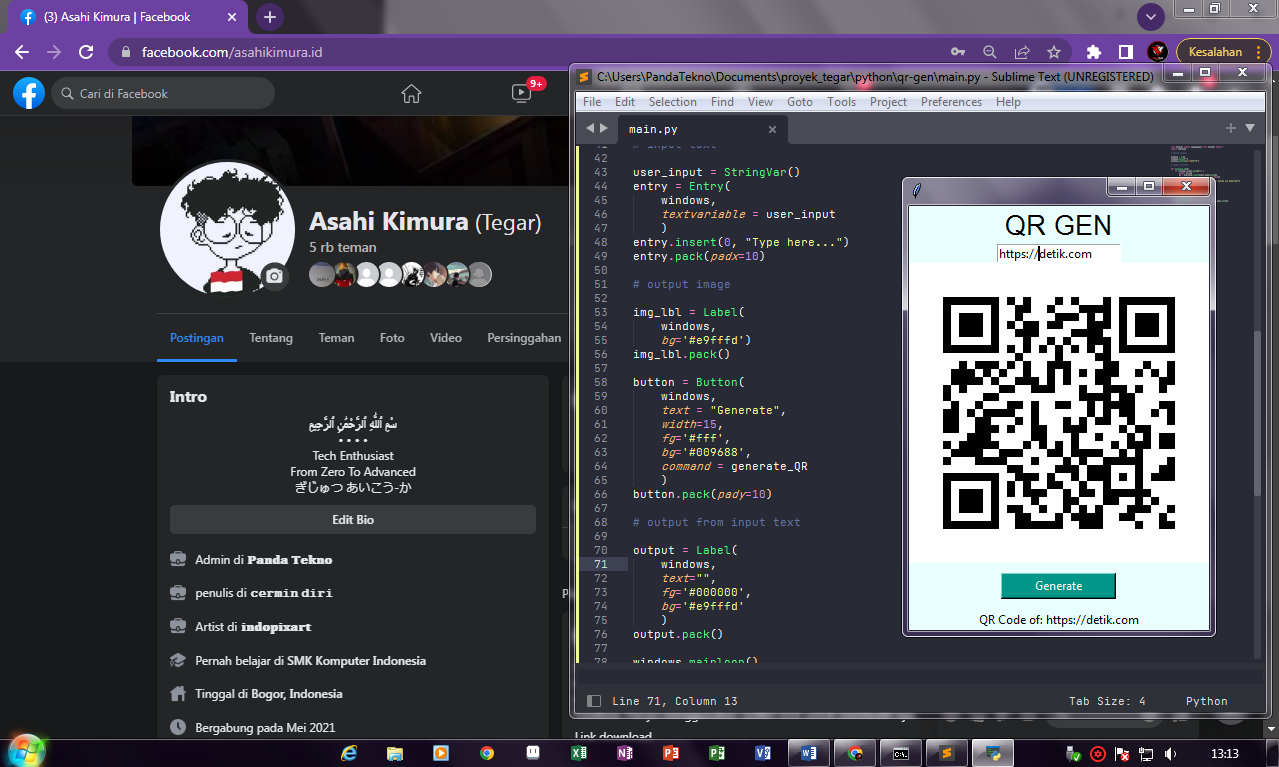 (3) Asahi Kimura | Facebook
facebook.com/asahikimura.id
Kesalahan
Cari di Facebook
9+
Asahi Kimura (Tegar)
5 rb teman
Postingan
Tentang
Teman
Foto
Video
Persinggahan
Intro
بِسْمِ ٱللَّٰهِ ٱلرَّحْمَٰنِ ٱلرَّحِيمِ
• • • •
Tech Enthusiast
From Zero To Advanced
ぎじゅつ あいこう-か
Edit Bio
Admin di Panda Tekno
penulis di cermin diri
Artist di indopixart
Pernah belajar di SMK Komputer Indonesia
Tinggal di Bogor, Indonesia
Bergabung pada Mei 2021
C:\Users\PandaTekno\Documents\proyek_tegar\python\qr-gen\main.py - Sublime Text (UNREGISTERED)
File Edit Selection Find View Goto Tools Project Preferences Help
main.py
41 # input text
42
43 user_input = StringVar()
44 entry = Entry(
45 windows,
46 textvariable = user_input
47 )
48 entry.insert(0, "Type here...")
49 entry.pack(padx=10)
50
51 # output image
52
53 img_lbl = Label(
54 windows,
55 bg='#e9fffd')
56 img_lbl.pack()
57
58 button = Button(
59 windows,
60 text = "Generate",
61 width=15,
62 fg='#fff',
63 bg='#009688',
64 command = generate_QR
65 )
66 button.pack(pady=10)
67
68 # output from input text
69
70 output = Label(
71 windows,
72 text="",
73 fg='#000000',
74 bg='#e9fffd'
75 )
76 output.pack()
77
78 windows.mainloop()
Line 71, Column 13
Tab Size: 4
Python
QR GEN
https://detik.com
Generate
QR Code of: https://detik.com
Link download
13:13